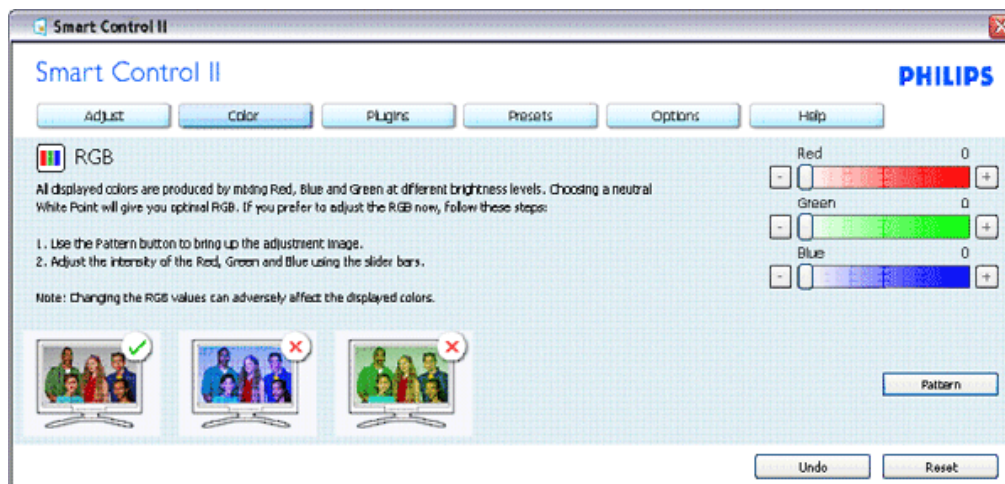 Smart Control II
Smart Control II
PHILIPS
Adjust
Color
Plugins
Presets
Options
Help
RGB
All displayed colors are produced by mixing Red, Blue and Green at different brightness levels. Choosing a neutral
White Point will give you optimal RGB. If you prefer to adjust the RGB now, follow these steps:
1. Use the Pattern button to bring up the adjustment image.
2. Adjust the intensity of the Red, Green and Blue using the slider bars.
Note: Changing the RGB values can adversely affect the displayed colors.
Red 0
- +
Green 0
- +
Blue 0
- +
Pattern
Undo
Reset